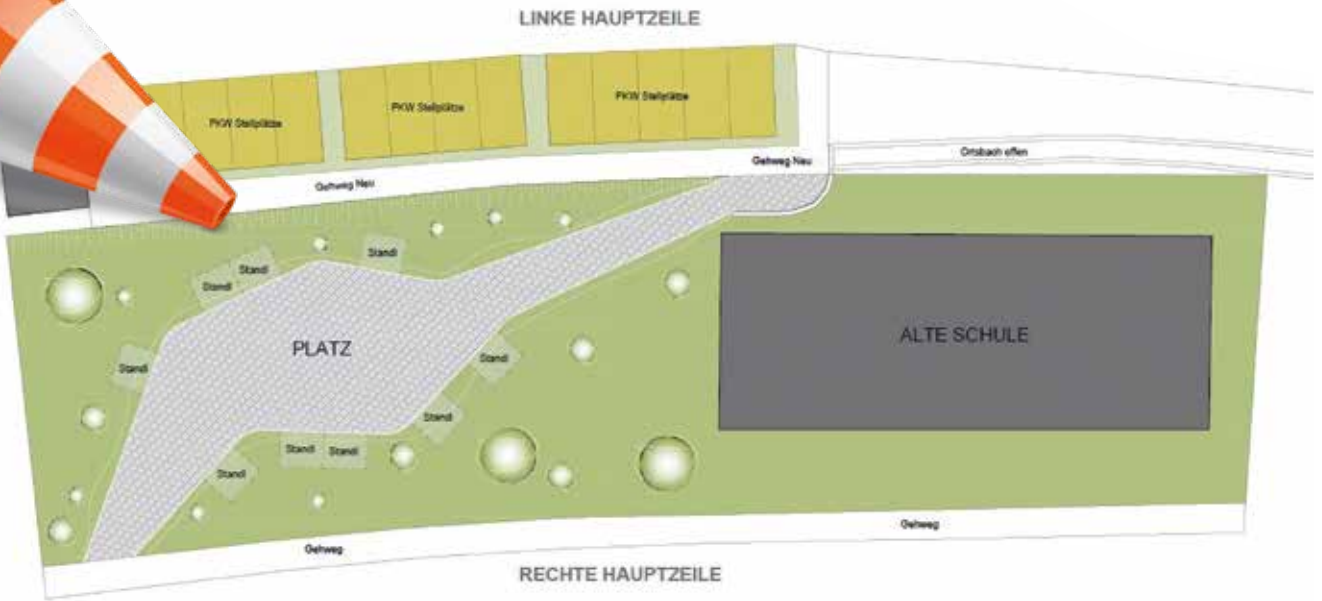 LINKE HAUPTZEILE
PKW Stellplätze
PKW Stellplätze
PKW Stellplätze
Ortsbach offen
Gehweg Neu
Gehweg Neu
Standl
Standl
Standl
PLATZ
ALTE SCHULE
Standl
Standl
Standl
Standl
Standl
Standl
Gehweg
Gehweg
RECHTE HAUPTZEILE